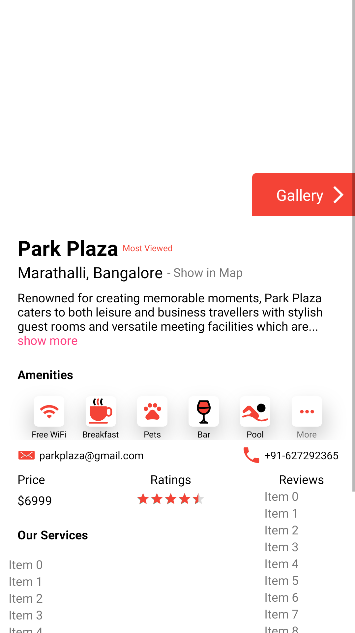 Gallery
Park Plaza Most Viewed
Marathalli, Bangalore - Show in Map
Renowned for creating memorable moments, Park Plaza
caters to both leisure and business travellers with stylish
guest rooms and versatile meeting facilities which are...
show more
Amenities
Free WiFi Breakfast Pets Bar Pool More
parkplaza@gmail.com +91-627292365
Price Ratings Reviews
$6999
Item 0
Item 1
Item 2
Item 3
Item 4
Item 5
Item 6
Item 7
Item 8
Our Services
Item 0
Item 1
Item 2
Item 3
Item 4